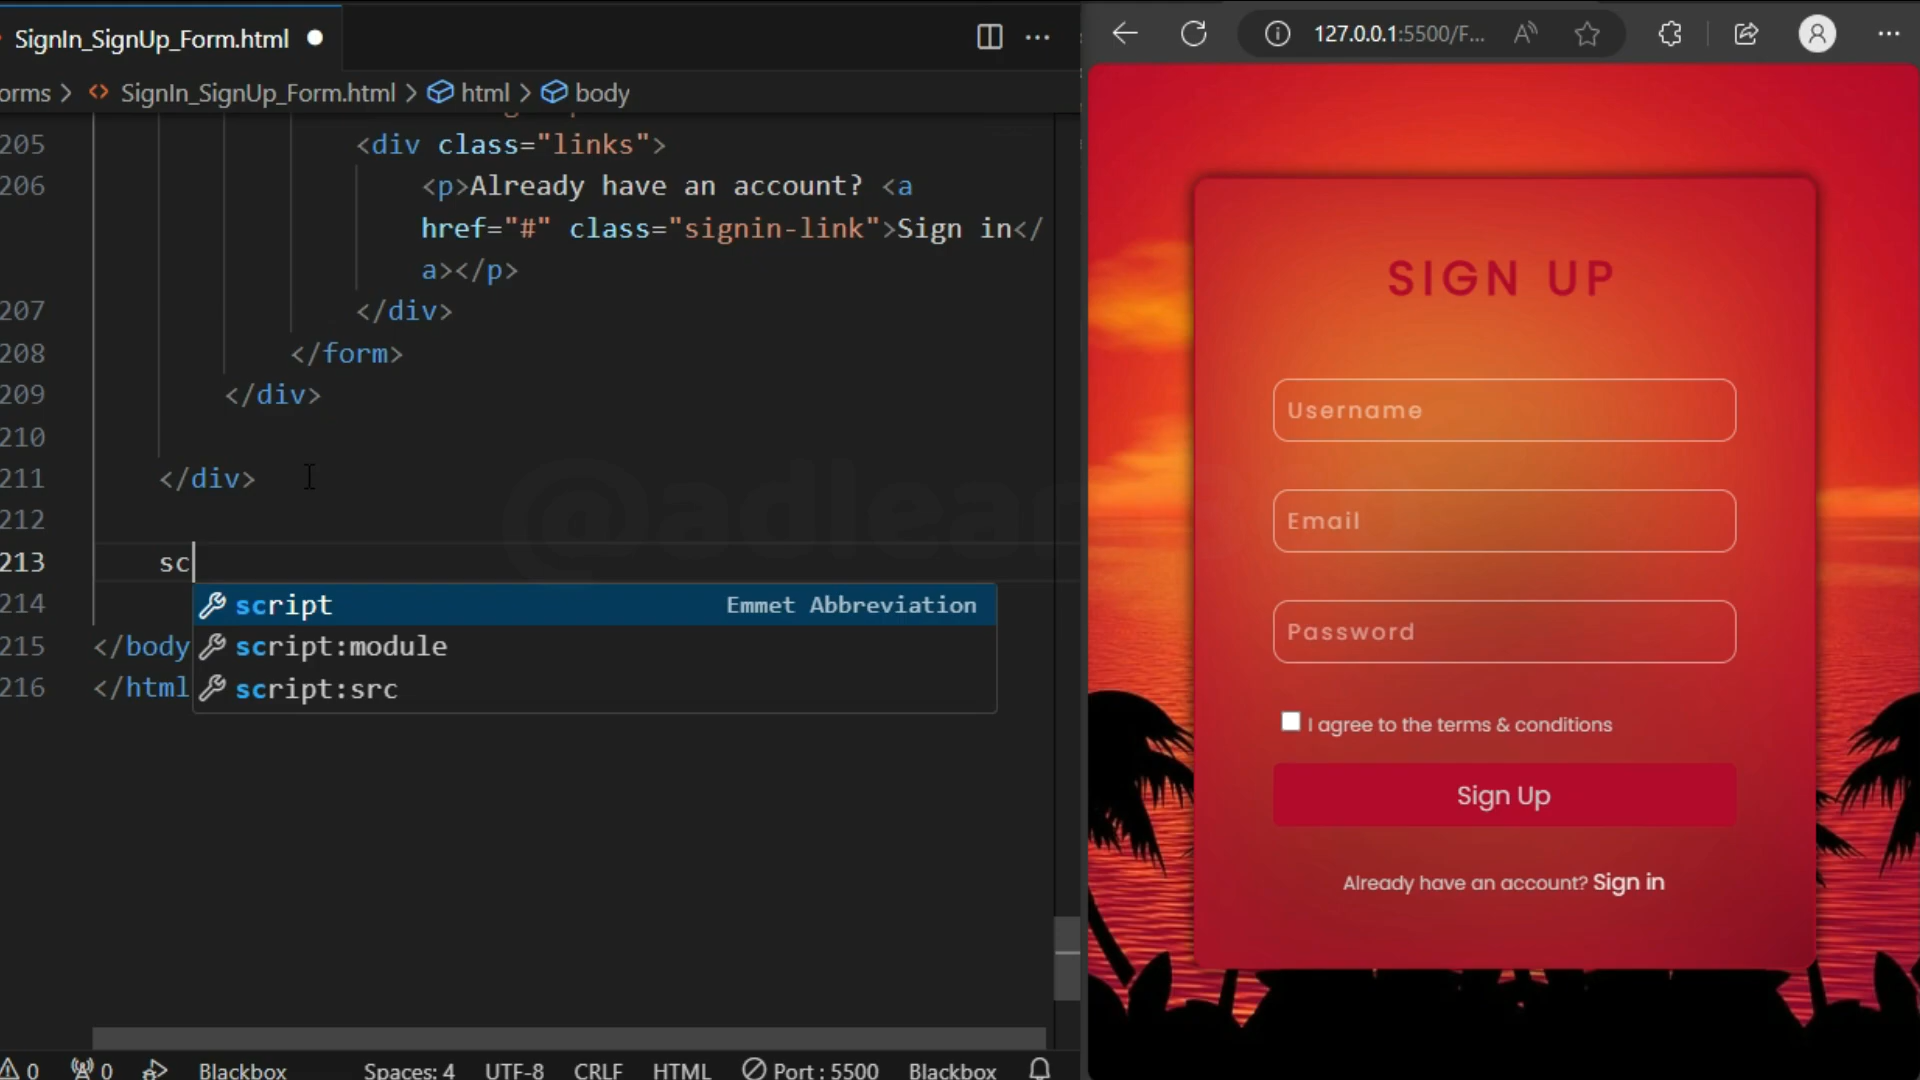 SignIn_SignUp_Form.html
orms > SignIn_SignUp_Form.html > html > body
205 <div class="links">
206 <p>Already have an account? <a
href="#" class="signin-link">Sign in</
a></p>
207 </div>
208 </form>
209 </div>
210
211 </div>
212
213 sc
script Emmet Abbreviation
214
script:module
215 </body
script:src
216 </html
0 0 Blackbox Spaces: 4 UTF-8 CRLF HTML Port : 5500 Blackbox
@adlear
127.0.0.1:5500/F...
SIGN UP
Username
Email
Password
I agree to the terms & conditions
Sign Up
Already have an account? Sign in